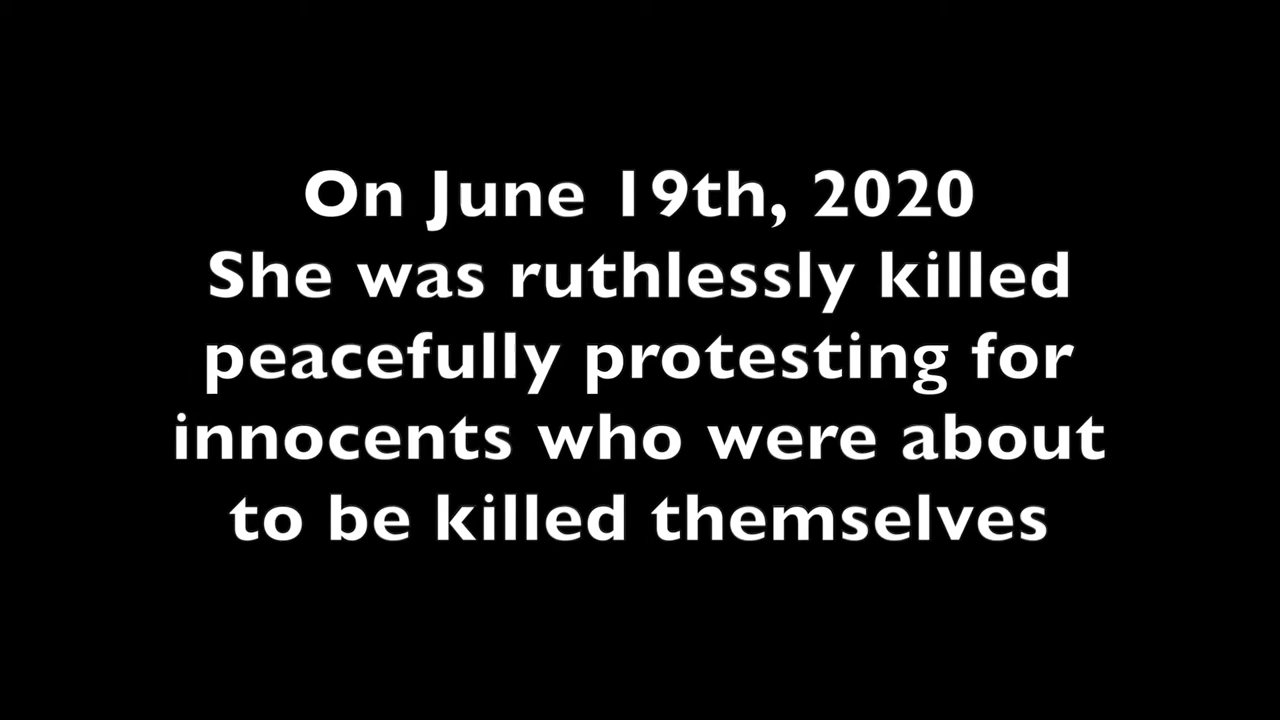 On June 19th, 2020
She was ruthlessly killed
peacefully protesting for
innocents who were about
to be killed themselves